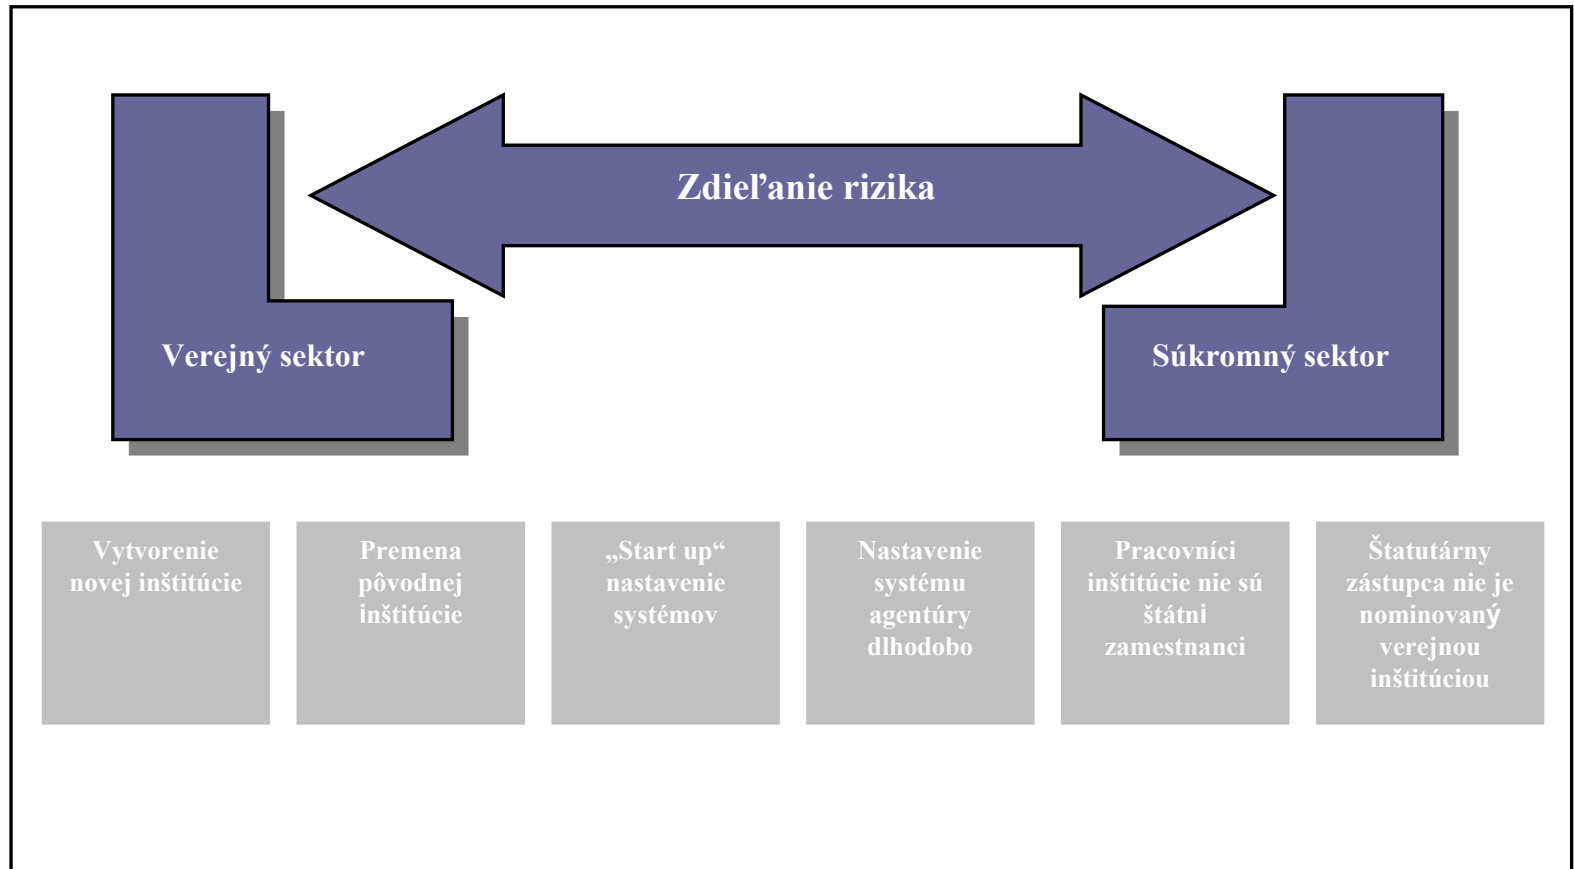 Zdieľanie rizika
Verejný sektor
Súkromný sektor
Vytvorenie
novej inštitúcie
Premena
pôvodnej
inštitúcie
„Start up“
nastavenie
systémov
Nastavenie
systému
agentúry
dlhodobo
Pracovníci
inštitúcie nie sú
štátni
zamestnanci
Štatutárny
zástupca nie je
nominovaný
verejnou
inštitúciou